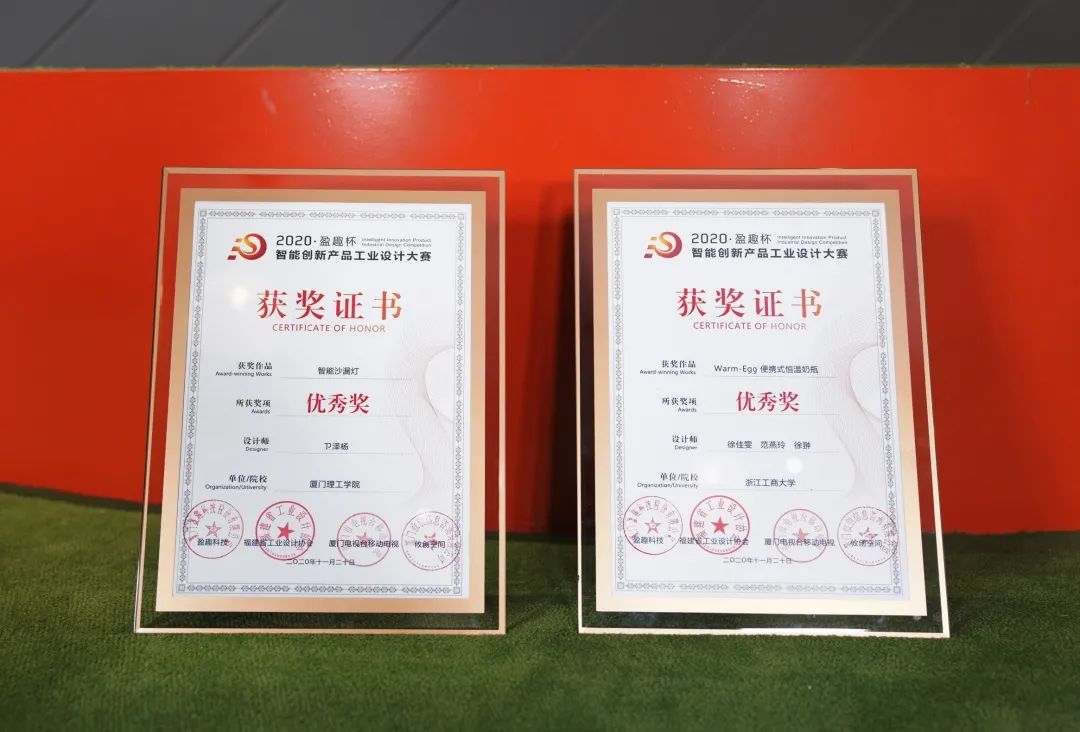 2020·盈趣杯
Intelligent Innovation Product
Industrial Design Competition
智能创新产品工业设计大赛
获奖证书
CERTIFICATE OF HONOR
获奖作品 智能沙漏灯
Award-winning Works
所获奖项 优秀奖
Awards
设计师 卫泽杨
Designer
单位/院校 厦门理工学院
Organization/University
盈趣科技 福建省工业设计协会 厦门电视台移动电视 牧创空间
二〇二〇年十一月二十日
2020·盈趣杯
Intelligent Innovation Product
Industrial Design Competition
智能创新产品工业设计大赛
获奖证书
CERTIFICATE OF HONOR
获奖作品 Warm-Egg 便携式恒温奶瓶
Award-winning Works
所获奖项 优秀奖
Awards
设计师 徐佳雯 范燕玲 徐翀
Designer
单位/院校 浙江工商大学
Organization/University
盈趣科技 福建省工业设计协会 厦门电视台移动电视 牧创空间
二〇二〇年十一月二十日